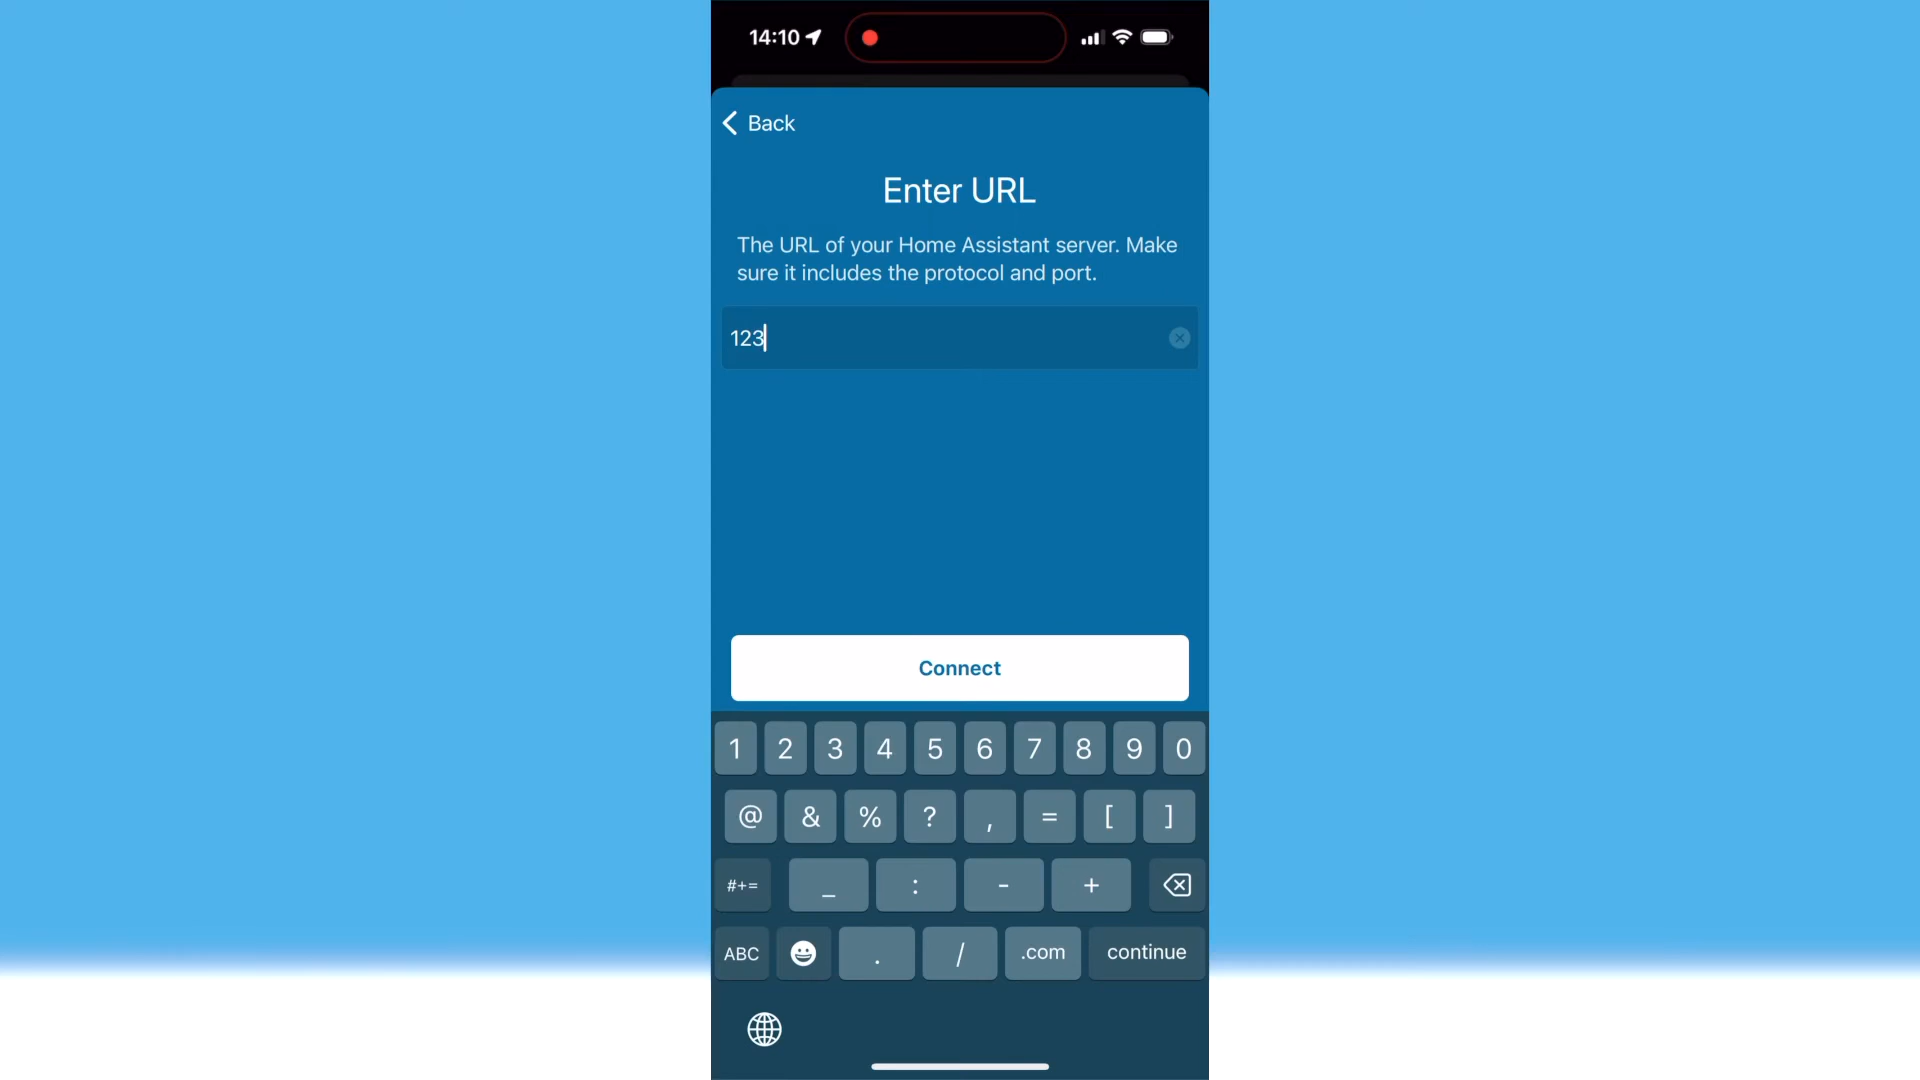 14:10
Back
Enter URL
The URL of your Home Assistant server. Make
sure it includes the protocol and port.
123
Connect
1 2 3 4 5 6 7 8 9 0
@ & % ? , = [ ]
#+= _ : - +
ABC . / .com continue